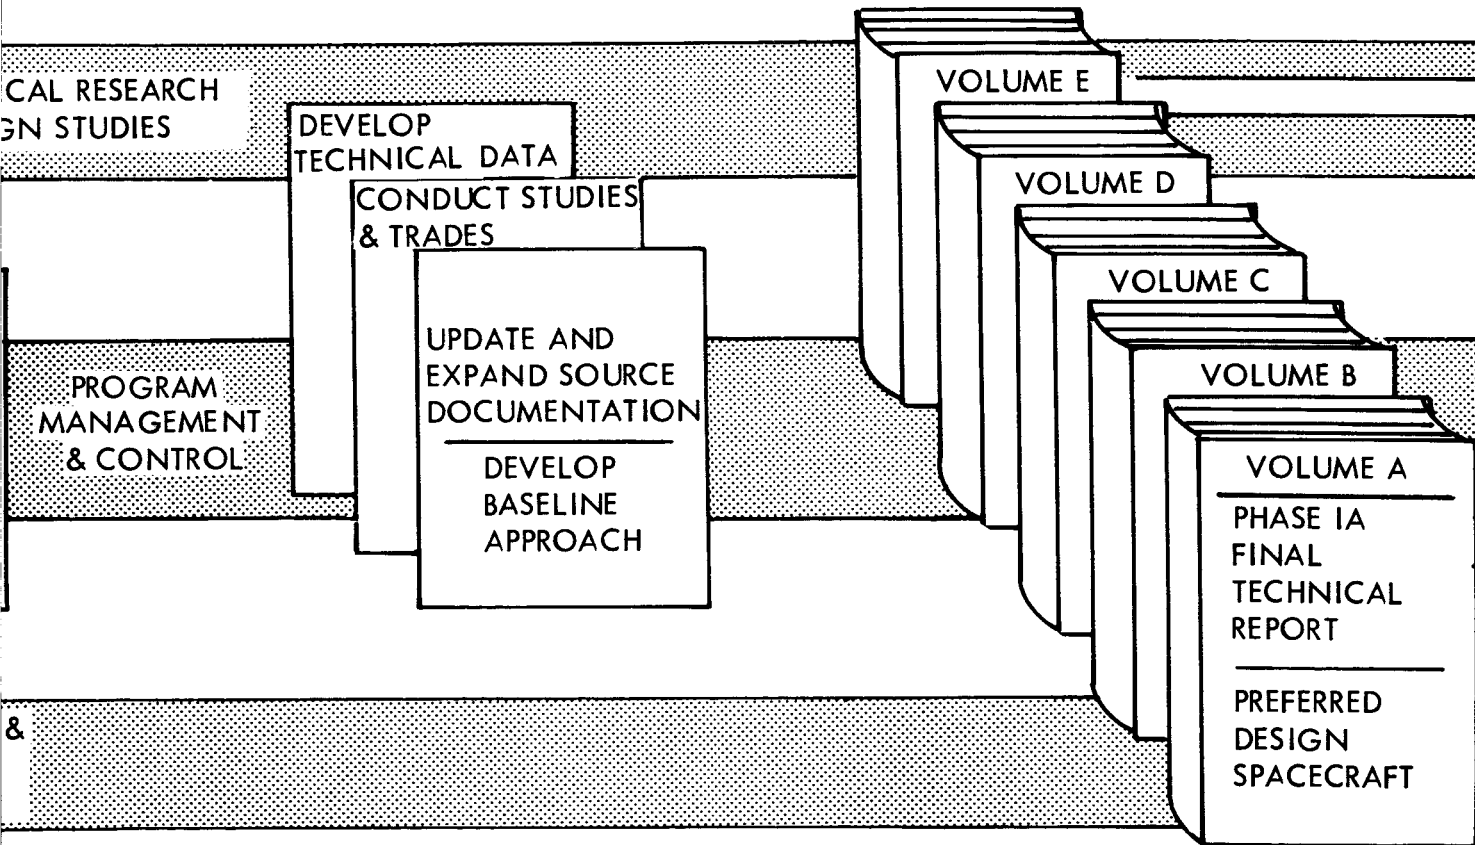 CAL RESEARCH
GN STUDIES
DEVELOP
TECHNICAL DATA
CONDUCT STUDIES
& TRADES
UPDATE AND
EXPAND SOURCE
DOCUMENTATION
DEVELOP
BASELINE
APPROACH
PROGRAM
MANAGEMENT
& CONTROL
&
VOLUME E
VOLUME D
VOLUME C
VOLUME B
VOLUME A
PHASE IA
FINAL
TECHNICAL
REPORT
PREFERRED
DESIGN
SPACECRAFT